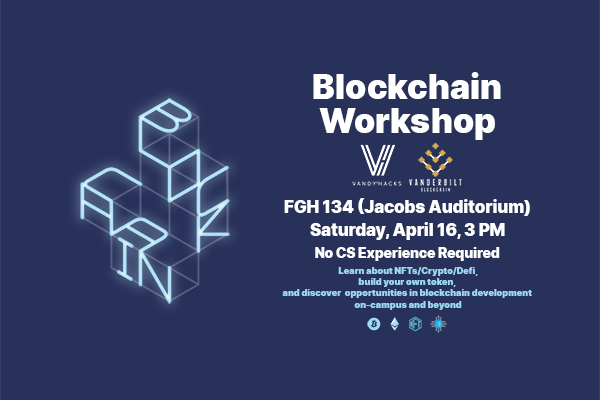 Blockchain
Workshop
VANDYHACKS
VANDERBILT
BLOCKCHAIN
FGH 134 (Jacobs Auditorium)
Saturday, April 16, 3 PM
No CS Experience Required
Learn about NFTs/Crypto/Defi,
build your own token,
and discover opportunities in blockchain development
on-campus and beyond
NFT